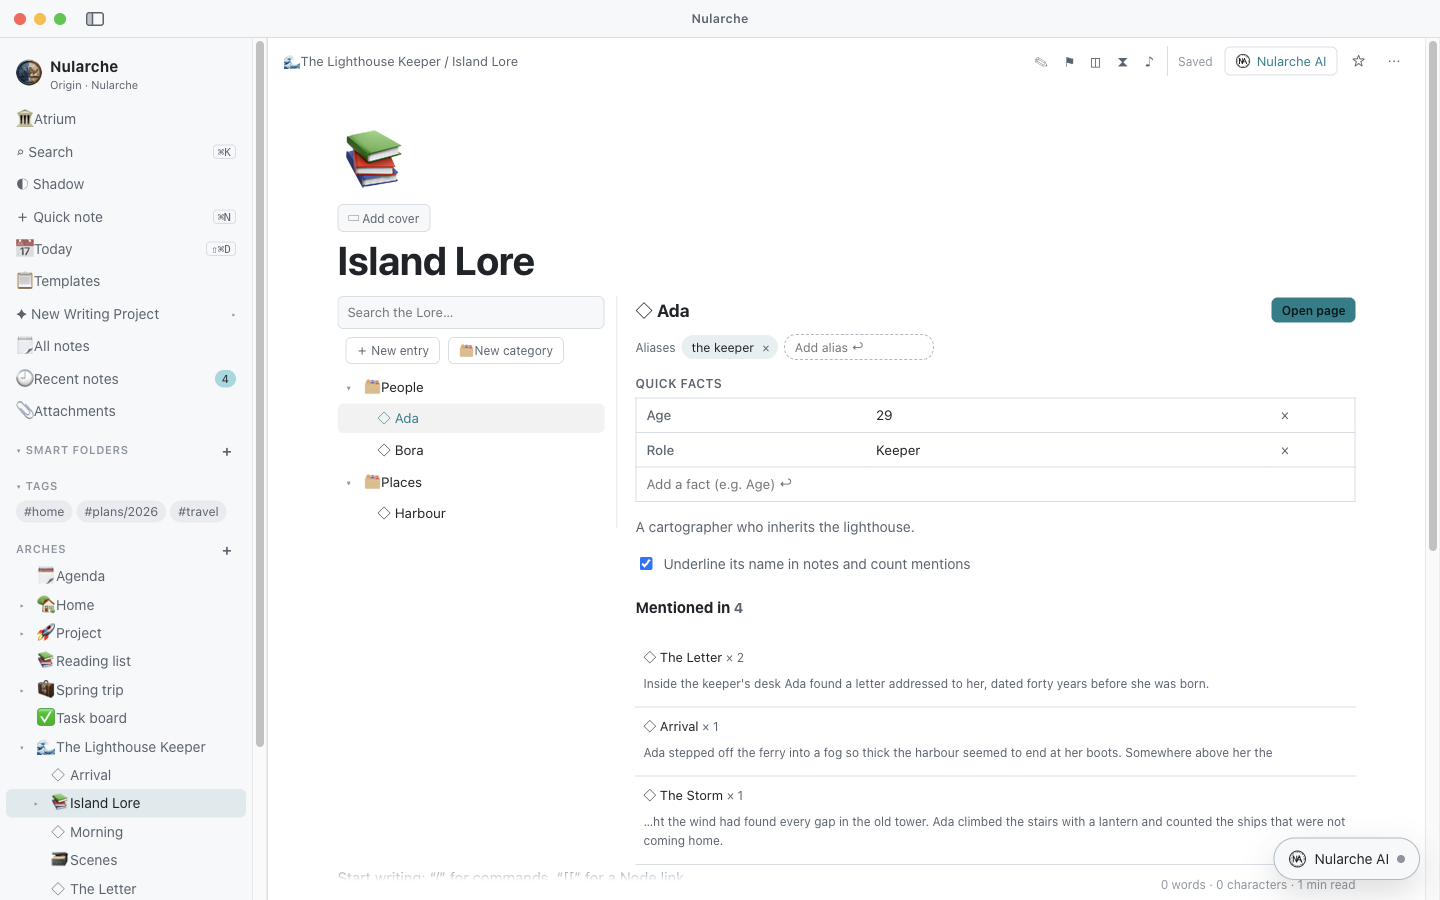 Nularche
Nularche
Origin · Nularche
Atrium
Search ⌘K
Shadow
+ Quick note ⌘N
Today ⇧⌘D
Templates
New Writing Project
All notes
Recent notes 4
Attachments
SMART FOLDERS +
TAGS
#home #plans/2026 #travel
ARCHES +
Agenda
Home
Project
Reading list
Spring trip
Task board
The Lighthouse Keeper
Arrival
Island Lore
Morning
Scenes
The Letter
The Lighthouse Keeper / Island Lore
Saved
Nularche AI
Add cover
Island Lore
Search the Lore...
+ New entry
New category
People
Ada
Bora
Places
Harbour
Ada
Open page
Aliases the keeper × Add alias ↩
QUICK FACTS
Age 29 ×
Role Keeper ×
Add a fact (e.g. Age) ↩
A cartographer who inherits the lighthouse.
Underline its name in notes and count mentions
Mentioned in 4
The Letter × 2
Inside the keeper's desk Ada found a letter addressed to her, dated forty years before she was born.
Arrival × 1
Ada stepped off the ferry into a fog so thick the harbour seemed to end at her boots. Somewhere above her the
The Storm × 1
...ht the wind had found every gap in the old tower. Ada climbed the stairs with a lantern and counted the ships that were not
coming home.
Start writing: "/" for commands, "[[" for a Node link
Nularche AI
0 words · 0 characters · 1 min read